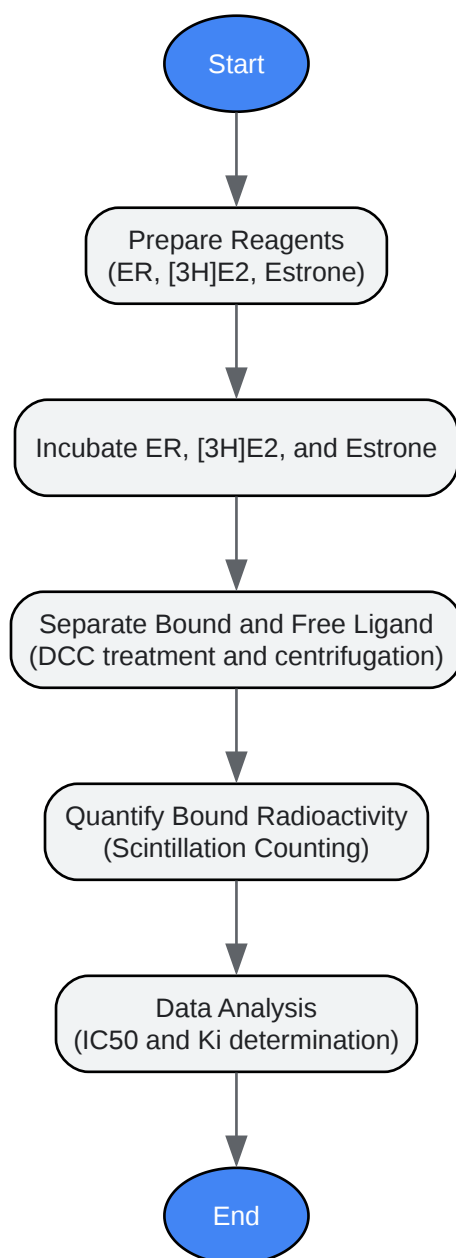 Start
Prepare Reagents
(ER, [3H]E2, Estrone)
Incubate ER, [3H]E2, and Estrone
Separate Bound and Free Ligand
(DCC treatment and centrifugation)
Quantify Bound Radioactivity
(Scintillation Counting)
Data Analysis
(IC50 and Ki determination)
End